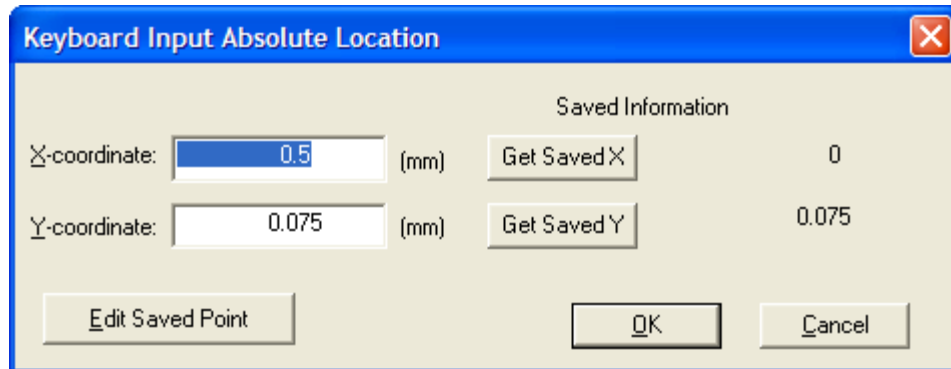 Keyboard Input Absolute Location
Saved Information
X-coordinate: 0.5 (mm) Get Saved X 0
Y-coordinate: 0.075 (mm) Get Saved Y 0.075
Edit Saved Point OK Cancel